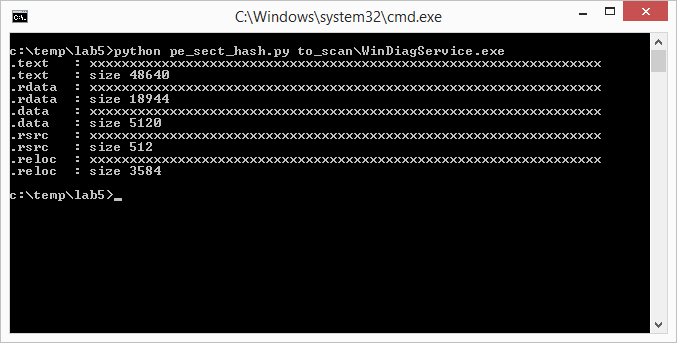 C:\Windows\system32\cmd.exe
c:\temp\lab5>python pe_sect_hash.py to_scan\WinDiagService.exe
.text   : xxxxxxxxxxxxxxxxxxxxxxxxxxxxxxxxxxxxxxxxxxxxxxxxxxxxxxxxxxxxxxxx
.text   : size 48640
.rdata  : xxxxxxxxxxxxxxxxxxxxxxxxxxxxxxxxxxxxxxxxxxxxxxxxxxxxxxxxxxxxxxxx
.rdata  : size 18944
.data   : xxxxxxxxxxxxxxxxxxxxxxxxxxxxxxxxxxxxxxxxxxxxxxxxxxxxxxxxxxxxxxxx
.data   : size 5120
.rsrc   : xxxxxxxxxxxxxxxxxxxxxxxxxxxxxxxxxxxxxxxxxxxxxxxxxxxxxxxxxxxxxxxx
.rsrc   : size 512
.reloc  : xxxxxxxxxxxxxxxxxxxxxxxxxxxxxxxxxxxxxxxxxxxxxxxxxxxxxxxxxxxxxxxx
.reloc  : size 3584
c:\temp\lab5>_